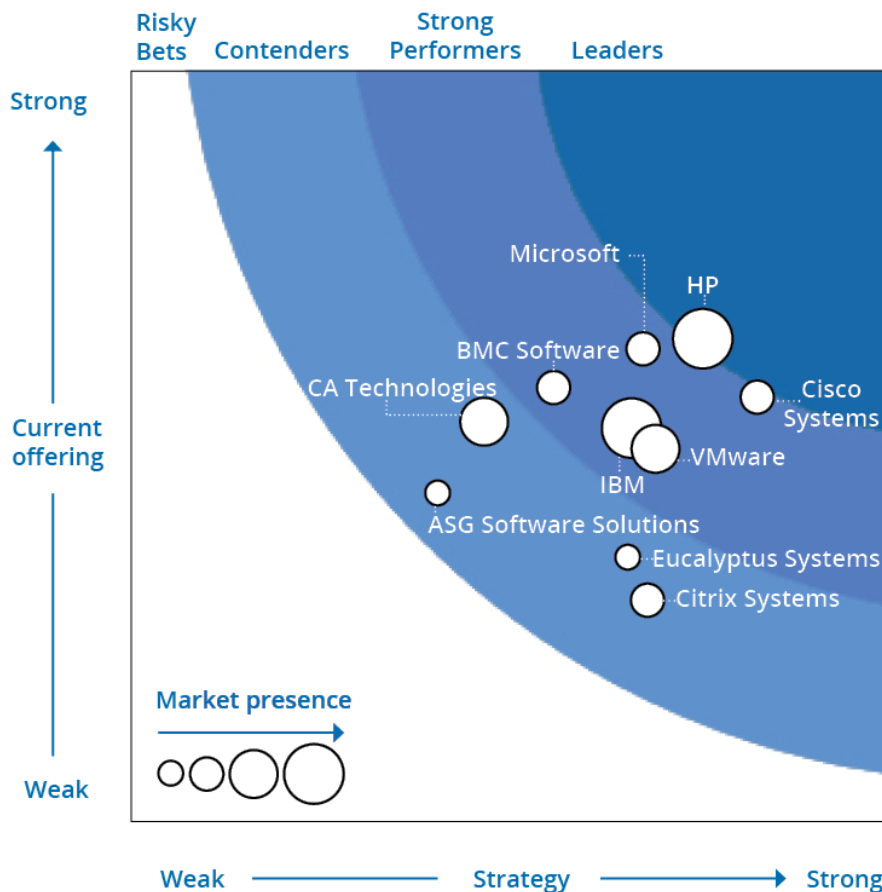 Risky
Bets
Contenders
Strong
Performers
Leaders
Strong
Microsoft
HP
BMC Software
CA Technologies
Cisco
Systems
Current
offering
VMware
IBM
ASG Software Solutions
Eucalyptus Systems
Citrix Systems
Market presence
Weak
Weak
Strategy
Strong